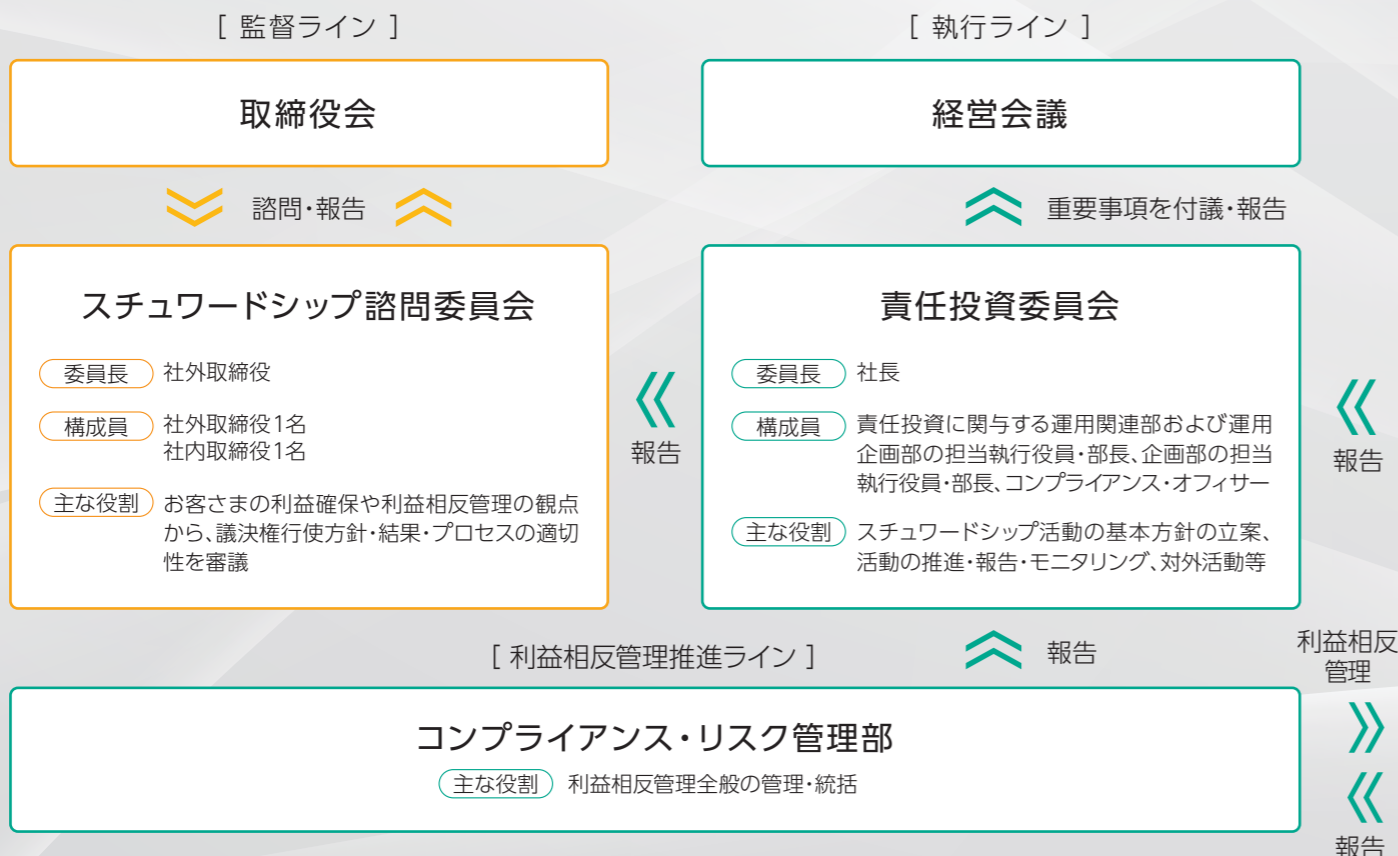 [ 監督ライン ]
[ 執行ライン ]
取締役会
経営会議
諮問・報告
重要事項を付議・報告
スチュワードシップ諮問委員会
委員長 社外取締役
構成員 社外取締役1名
社内取締役1名
主な役割 お客さまの利益確保や利益相反管理の観点
から、議決権行使方針・結果・プロセスの適切
性を審議
報告
責任投資委員会
委員長 社長
構成員 責任投資に関与する運用関連部および運用
企画部の担当執行役員・部長、企画部の担当
執行役員・部長、コンプライアンス・オフィサー
主な役割 スチュワードシップ活動の基本方針の立案、
活動の推進・報告・モニタリング、対外活動等
報告
[ 利益相反管理推進ライン ]
報告
利益相反
管理
コンプライアンス・リスク管理部
主な役割 利益相反管理全般の管理・統括
報告